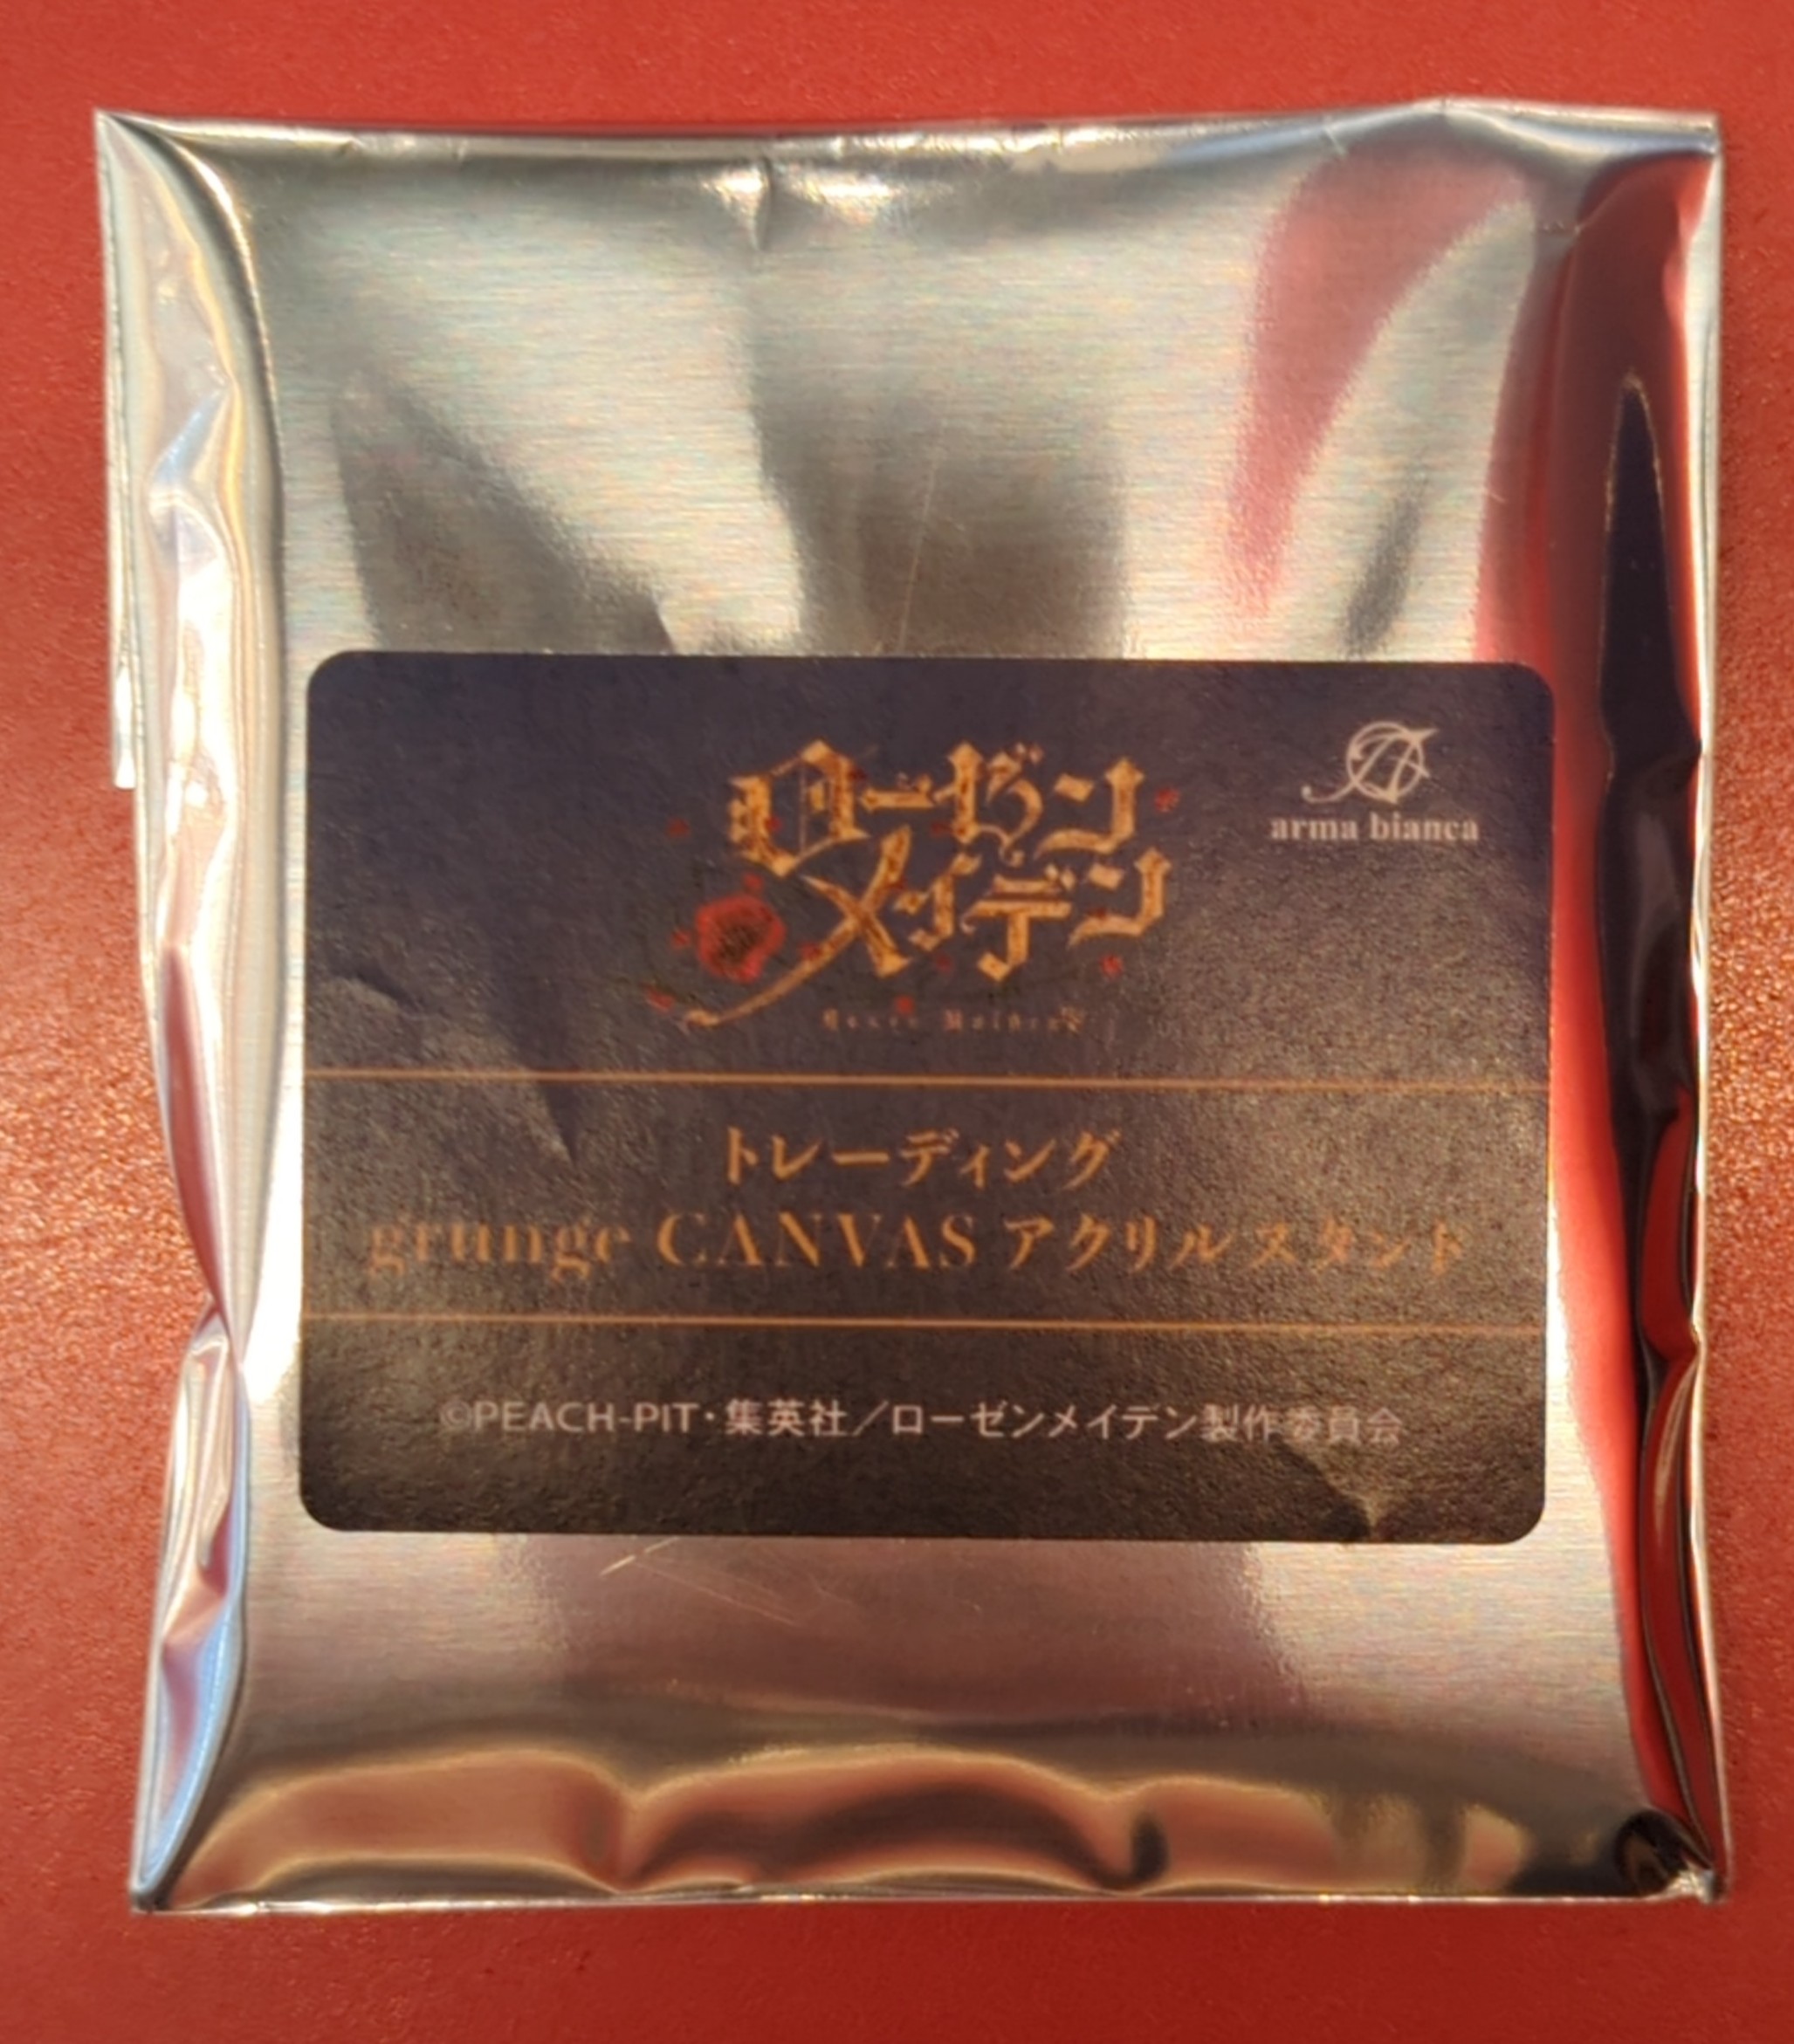 ローゼン
メイデン
Rozen Maiden
arma bianca
トレーディング
grunge CANVAS アクリルスタント
©PEACH-PIT・集英社／ローゼンメイデン製作委員会